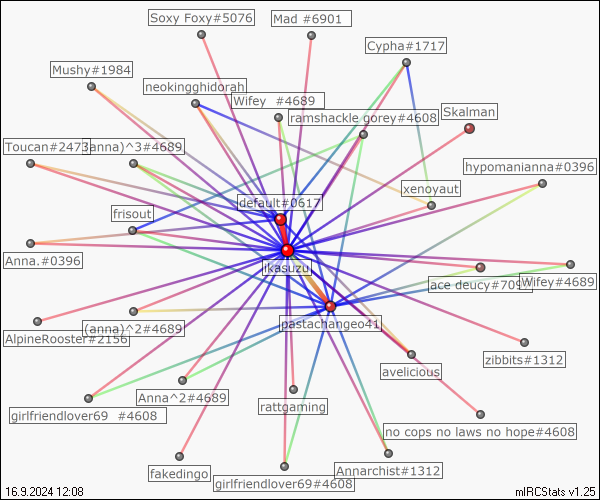 Soxy Foxy#5076
Mad #6901
Cypha#1717
Mushy#1984
neokingghidorah
Wifey #4689
ramshackle gorey#4608
Skalman
Toucan#2473
(anna)^3#4689
hypomanianna#0396
xenoyaut
default#0617
frisout
Anna.#0396
ikasuzu
ace deucy#709
Wifey#4689
pastachangeo41
AlpineRooster#2156
(anna)^2#4689
zibbits#1312
avelicious
Anna^2#4689
rattgaming
girlfriendlover69 #4608
no cops no laws no hope#4608
fakedingo
girlfriendlover69#4608
Annarchist#1312
16.9.2024 12:08
mIRCStats v1.25